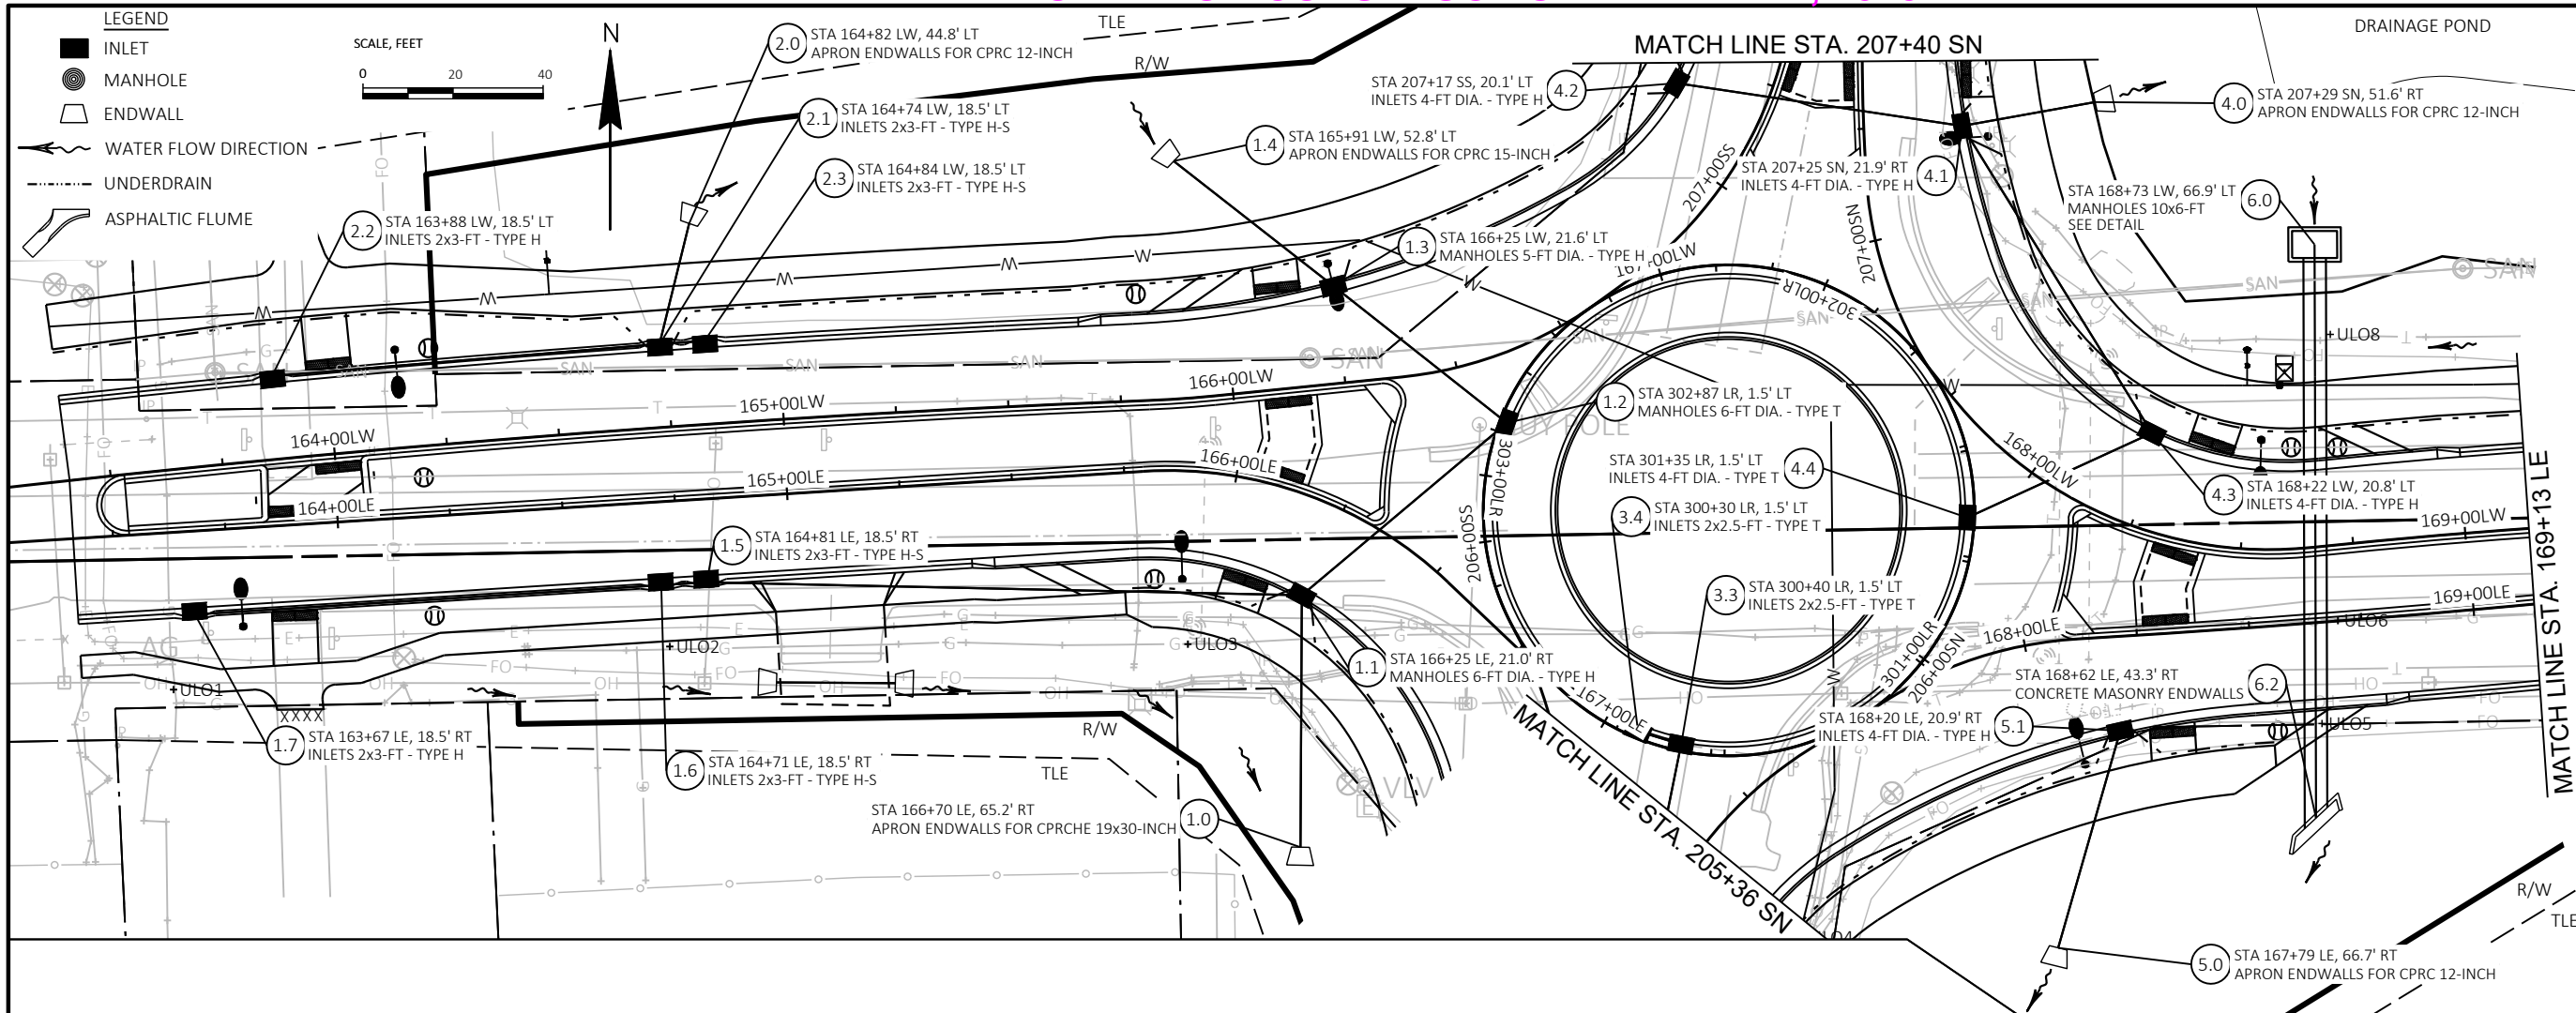 LEGEND
INLET
MANHOLE
ENDWALL
WATER FLOW DIRECTION
UNDERDRAIN
ASPHALTIC FLUME
SCALE, FEET
0 20 40
N
TLE
R/W
DRAINAGE POND
MATCH LINE STA. 207+40 SN
2.0
STA 164+82 LW, 44.8' LT
APRON ENDWALLS FOR CPRC 12-INCH
2.1
STA 164+74 LW, 18.5' LT
INLETS 2x3-FT - TYPE H-S
2.3
STA 164+84 LW, 18.5' LT
INLETS 2x3-FT - TYPE H-S
2.2
STA 163+88 LW, 18.5' LT
INLETS 2x3-FT - TYPE H
1.4
STA 165+91 LW, 52.8' LT
APRON ENDWALLS FOR CPRC 15-INCH
4.2
STA 207+17 SS, 20.1' LT
INLETS 4-FT DIA. - TYPE H
4.0
STA 207+29 SN, 51.6' RT
APRON ENDWALLS FOR CPRC 12-INCH
4.1
STA 207+25 SN, 21.9' RT
INLETS 4-FT DIA. - TYPE H
6.0
STA 168+73 LW, 66.9' LT
MANHOLES 10x6-FT
SEE DETAIL
1.3
STA 166+25 LW, 21.6' LT
MANHOLES 5-FT DIA. - TYPE H
1.2
STA 302+87 LR, 1.5' LT
MANHOLES 6-FT DIA. - TYPE T
4.4
STA 301+35 LR, 1.5' LT
INLETS 4-FT DIA. - TYPE T
3.4
STA 300+30 LR, 1.5' LT
INLETS 2x2.5-FT - TYPE T
3.3
STA 300+40 LR, 1.5' LT
INLETS 2x2.5-FT - TYPE T
4.3
STA 168+22 LW, 20.8' LT
INLETS 4-FT DIA. - TYPE H
1.5
STA 164+81 LE, 18.5' RT
INLETS 2x3-FT - TYPE H-S
1.1
STA 166+25 LE, 21.0' RT
MANHOLES 6-FT DIA. - TYPE H
6.2
STA 168+62 LE, 43.3' RT
CONCRETE MASONRY ENDWALLS
5.1
STA 168+20 LE, 20.9' RT
INLETS 4-FT DIA. - TYPE H
1.7
STA 163+67 LE, 18.5' RT
INLETS 2x3-FT - TYPE H
1.6
STA 164+71 LE, 18.5' RT
INLETS 2x3-FT - TYPE H-S
1.0
STA 166+70 LE, 65.2' RT
APRON ENDWALLS FOR CPRCHE 19x30-INCH
5.0
STA 167+79 LE, 66.7' RT
APRON ENDWALLS FOR CPRC 12-INCH
164+00LW
165+00LW
166+00LW
168+00LW
169+00LW
164+00LE
165+00LE
166+00LE
167+00LE
168+00LE
169+00LE
207+00SS
206+00SS
207+00SN
206+00SN
301+00LR
302+00LR
303+00LR
ULO1
ULO2
ULO3
ULO5
ULO6
ULO8
SAN
SAN
SAN
SAN
SAN
AG
XXXX
R/W
TLE
R/W
TLE
MATCH LINE STA. 205+36 SN
MATCH LINE STA. 169+13 LE